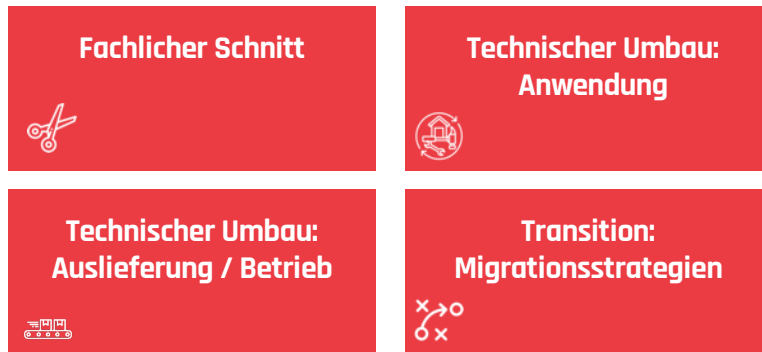 Fachlicher Schnitt
Technischer Umbau:
Anwendung
Technischer Umbau:
Auslieferung / Betrieb
Transition:
Migrationsstrategien